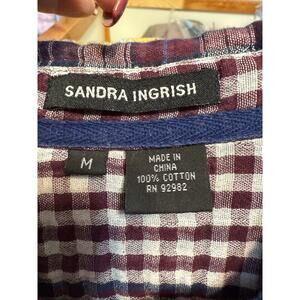 SANDRA INGRISH
M
MADE IN
CHINA
100% COTTON
RN 92982